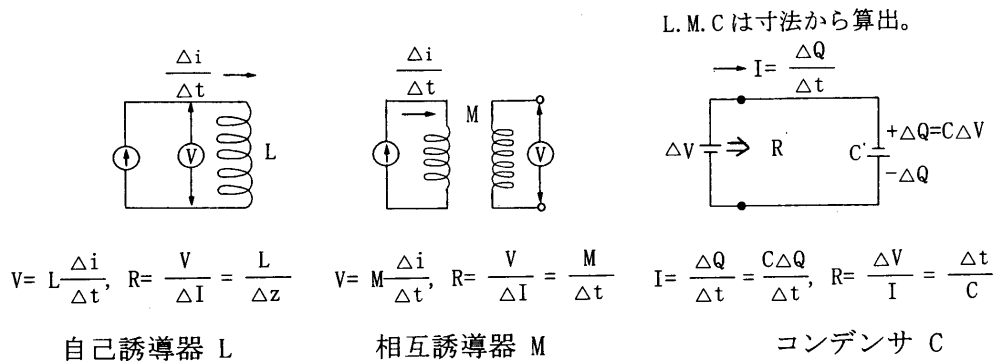 L.M.Cは寸法から算出。
△i/△t →
V
L
△i/△t →
M
V
→ I= △Q/△t
△V
⇒ R
C
+△Q=C△V
−△Q
V= L△i/△t, R= V/△I = L/△z
V= M△i/△t, R= V/△I = M/△t
I= △Q/△t = C△Q/△t, R= △V/I = △t/C
自己誘導器 L
相互誘導器 M
コンデンサ C